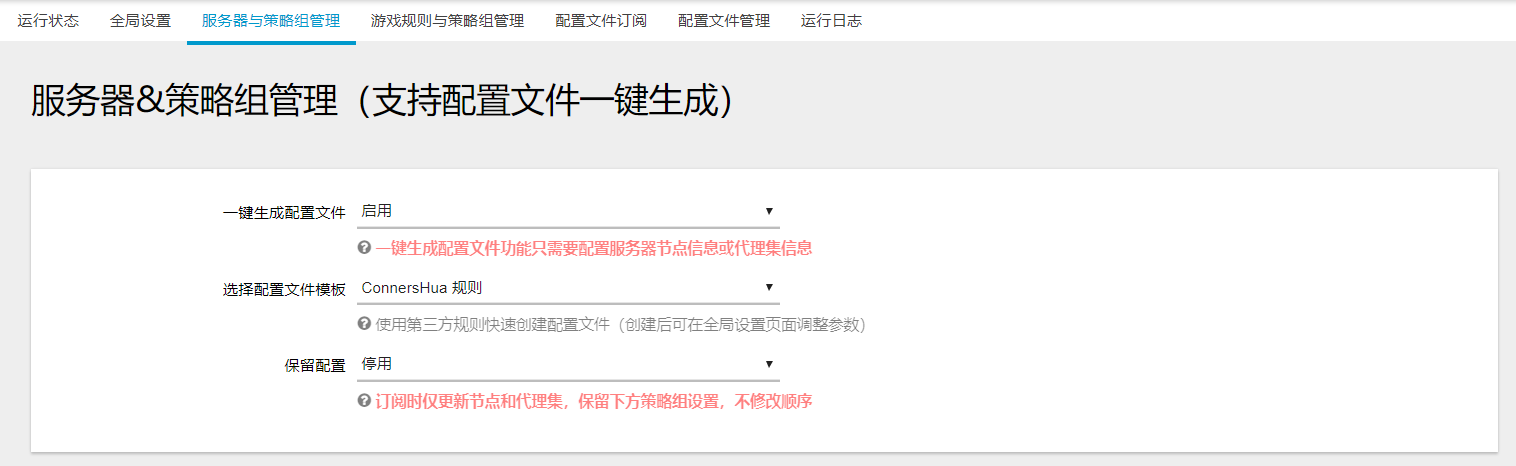 运行状态 全局设置 服务器与策略组管理 游戏规则与策略组管理 配置文件订阅 配置文件管理 运行日志
服务器&策略组管理（支持配置文件一键生成）
一键生成配置文件 启用
一键生成配置文件功能只需要配置服务器节点信息或代理集信息
选择配置文件模板 ConnersHua 规则
使用第三方规则快速创建配置文件（创建后可在全局设置页面调整参数）
保留配置 停用
订阅时仅更新节点和代理集，保留下方策略组设置，不修改顺序